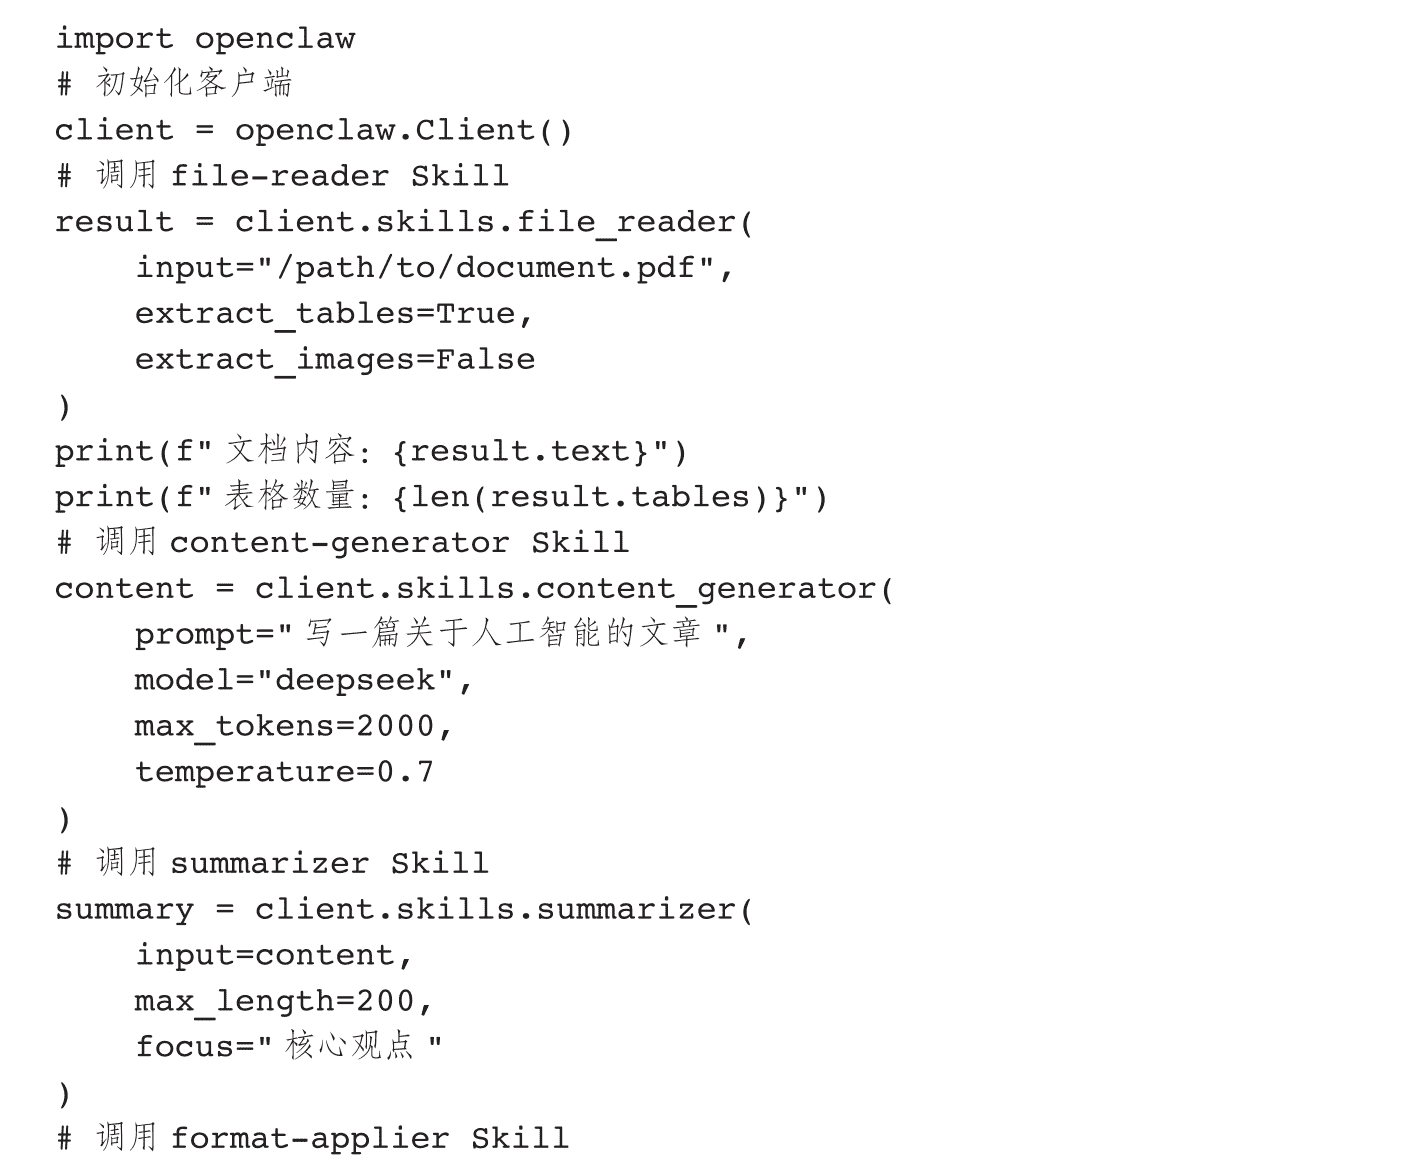 import openclaw
# 初始化客户端
client = openclaw.Client()
# 调用 file-reader Skill
result = client.skills.file_reader(
    input="/path/to/document.pdf",
    extract_tables=True,
    extract_images=False
)
print(f" 文档内容: {result.text}")
print(f" 表格数量: {len(result.tables)}")
# 调用 content-generator Skill
content = client.skills.content_generator(
    prompt=" 写一篇关于人工智能的文章 ",
    model="deepseek",
    max_tokens=2000,
    temperature=0.7
)
# 调用 summarizer Skill
summary = client.skills.summarizer(
    input=content,
    max_length=200,
    focus=" 核心观点 "
)
# 调用 format-applier Skill